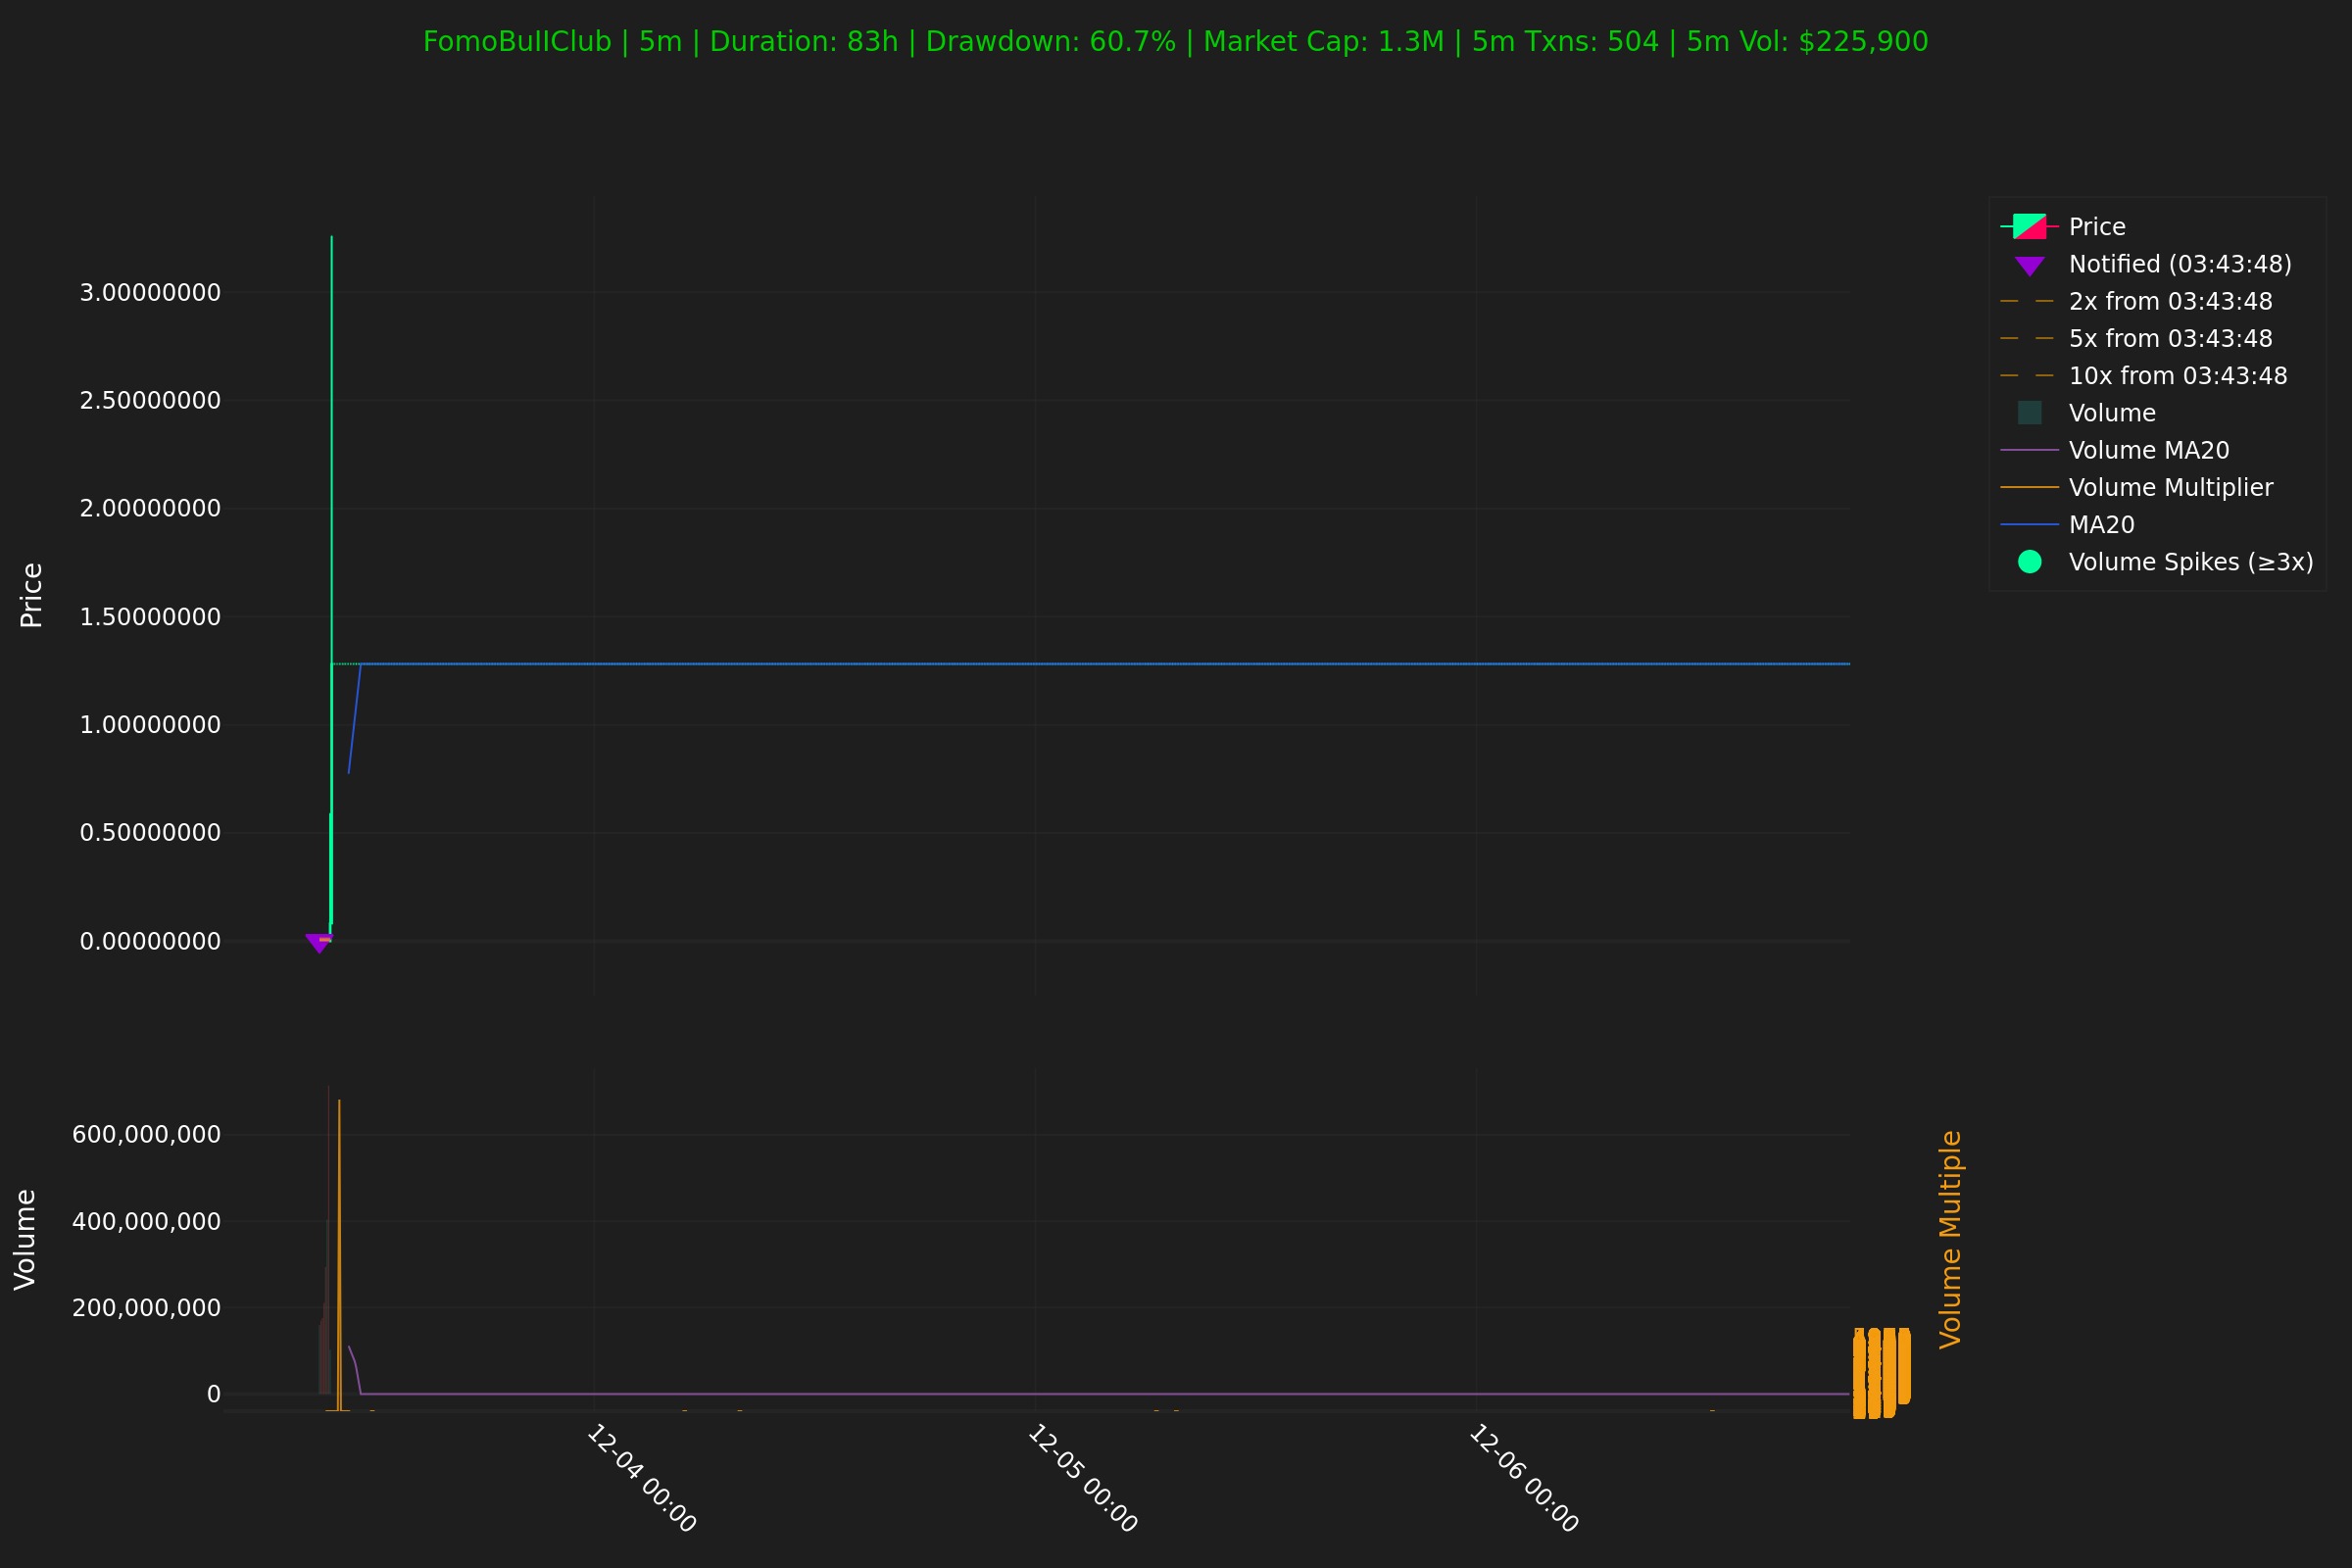 FomoBullClub | 5m | Duration: 83h | Drawdown: 60.7% | Market Cap: 1.3M | 5m Txns: 504 | 5m Vol: $225,900
Price
3.00000000
2.50000000
2.00000000
1.50000000
1.00000000
0.50000000
0.00000000
Price
Notified (03:43:48)
2x from 03:43:48
5x from 03:43:48
10x from 03:43:48
Volume
Volume MA20
Volume Multiplier
MA20
Volume Spikes (≥3x)
Volume
600,000,000
400,000,000
200,000,000
0
Volume Multiple
12-04 00:00
12-05 00:00
12-06 00:00